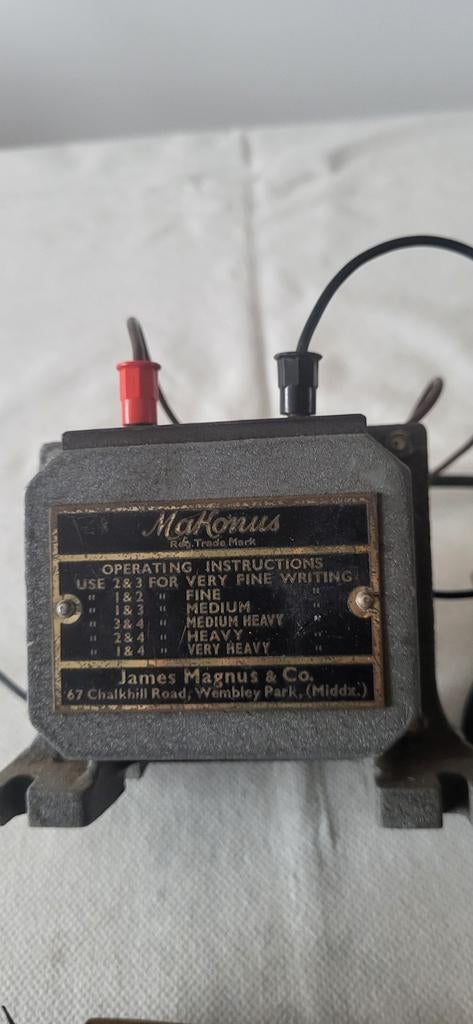 MaKonus
Reg. Trade Mark
OPERATING INSTRUCTIONS
USE 2&3 FOR VERY FINE WRITING
" 1&2 " FINE "
" 1&3 " MEDIUM "
" 3&4 " MEDIUM HEAVY "
" 2&4 " HEAVY "
" 1&4 " VERY HEAVY "
James Magnus & Co.
67 Chalkhill Road, Wembley Park, (Middx.)